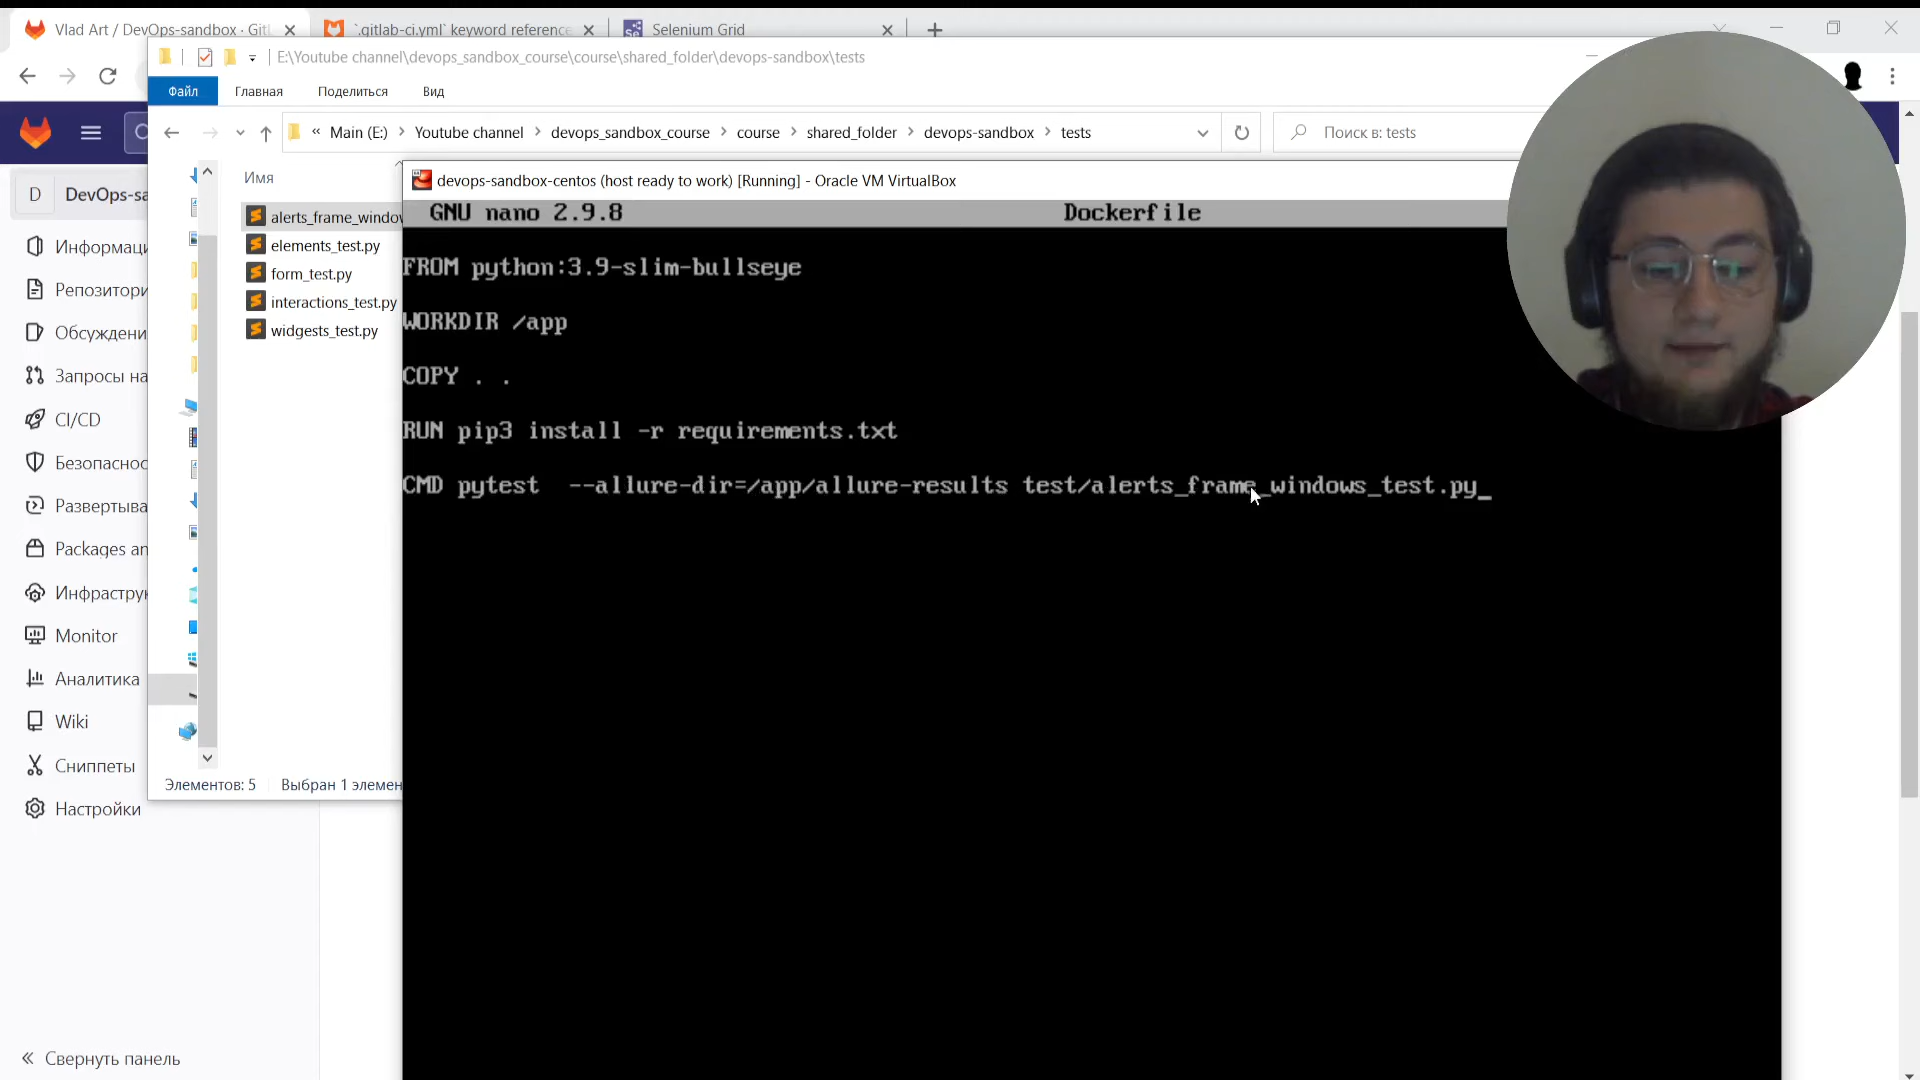 Vlad Art / DevOps-sandbox · GitL
`.gitlab-ci.yml` keyword reference
Selenium Grid
E:\Youtube channel\devops_sandbox_course\course\shared_folder\devops-sandbox\tests
Файл
Главная
Поделиться
Вид
« Main (E:) > Youtube channel > devops_sandbox_course > course > shared_folder > devops-sandbox > tests
Поиск в: tests
D
DevOps-sa
Информаци
Репозитори
Обсуждени
Запросы на
CI/CD
Безопаснос
Развертыва
Packages an
Инфраструк
Monitor
Аналитика
Wiki
Сниппеты
Настройки
« Свернуть панель
Имя
alerts_frame_window
elements_test.py
form_test.py
interactions_test.py
widgests_test.py
Элементов: 5
Выбран 1 элемен
devops-sandbox-centos (host ready to work) [Running] - Oracle VM VirtualBox
GNU nano 2.9.8
Dockerfile
FROM python:3.9-slim-bullseye
WORKDIR /app
COPY . .
RUN pip3 install -r requirements.txt
CMD pytest  --allure-dir=/app/allure-results test/alerts_frame_windows_test.py_